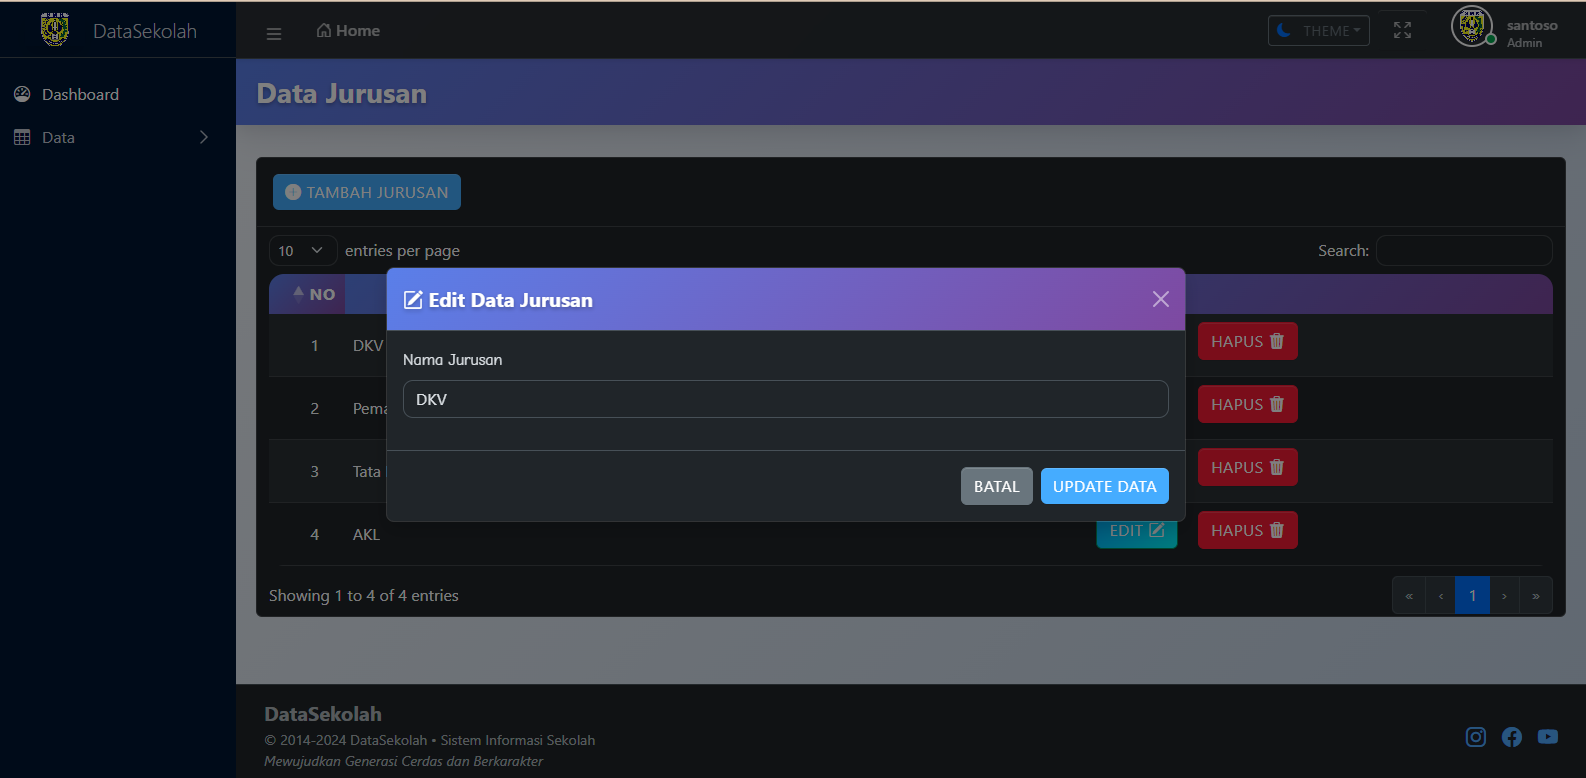 DataSekolah
Home
THEME
santoso
Admin
Dashboard
Data
Data Jurusan
TAMBAH JURUSAN
10 entries per page
Search:
NO
Edit Data Jurusan
Nama Jurusan
DKV
BATAL UPDATE DATA
1 DKV HAPUS
2 HAPUS
3 Tata HAPUS
4 AKL EDIT HAPUS
Showing 1 to 4 of 4 entries
« ‹ 1 › »
DataSekolah
© 2014-2024 DataSekolah • Sistem Informasi Sekolah
Mewujudkan Generasi Cerdas dan Berkarakter